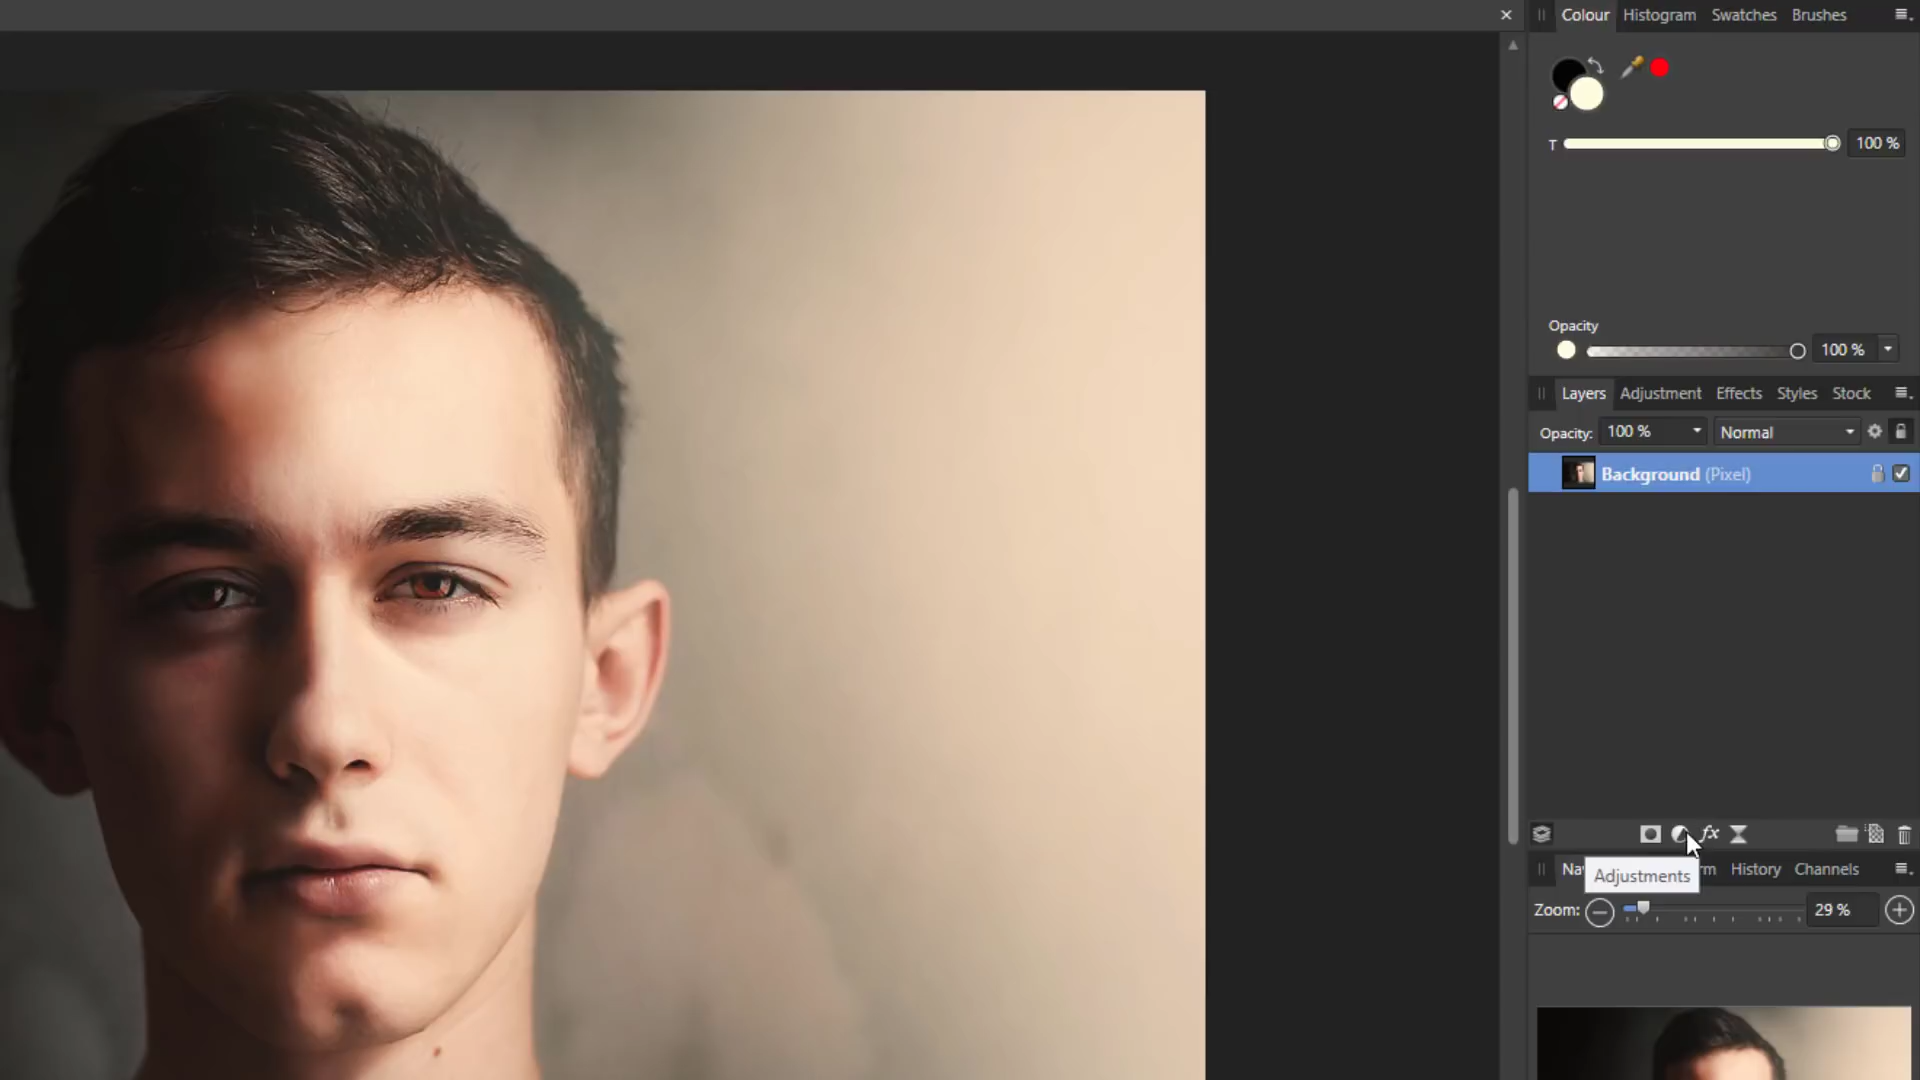 Colour Histogram Swatches Brushes
T 100 %
Opacity
100 %
Layers Adjustment Effects Styles Stock
Opacity: 100 % Normal
Background (Pixel)
fx
Adjustments
History Channels
Zoom: 29 %